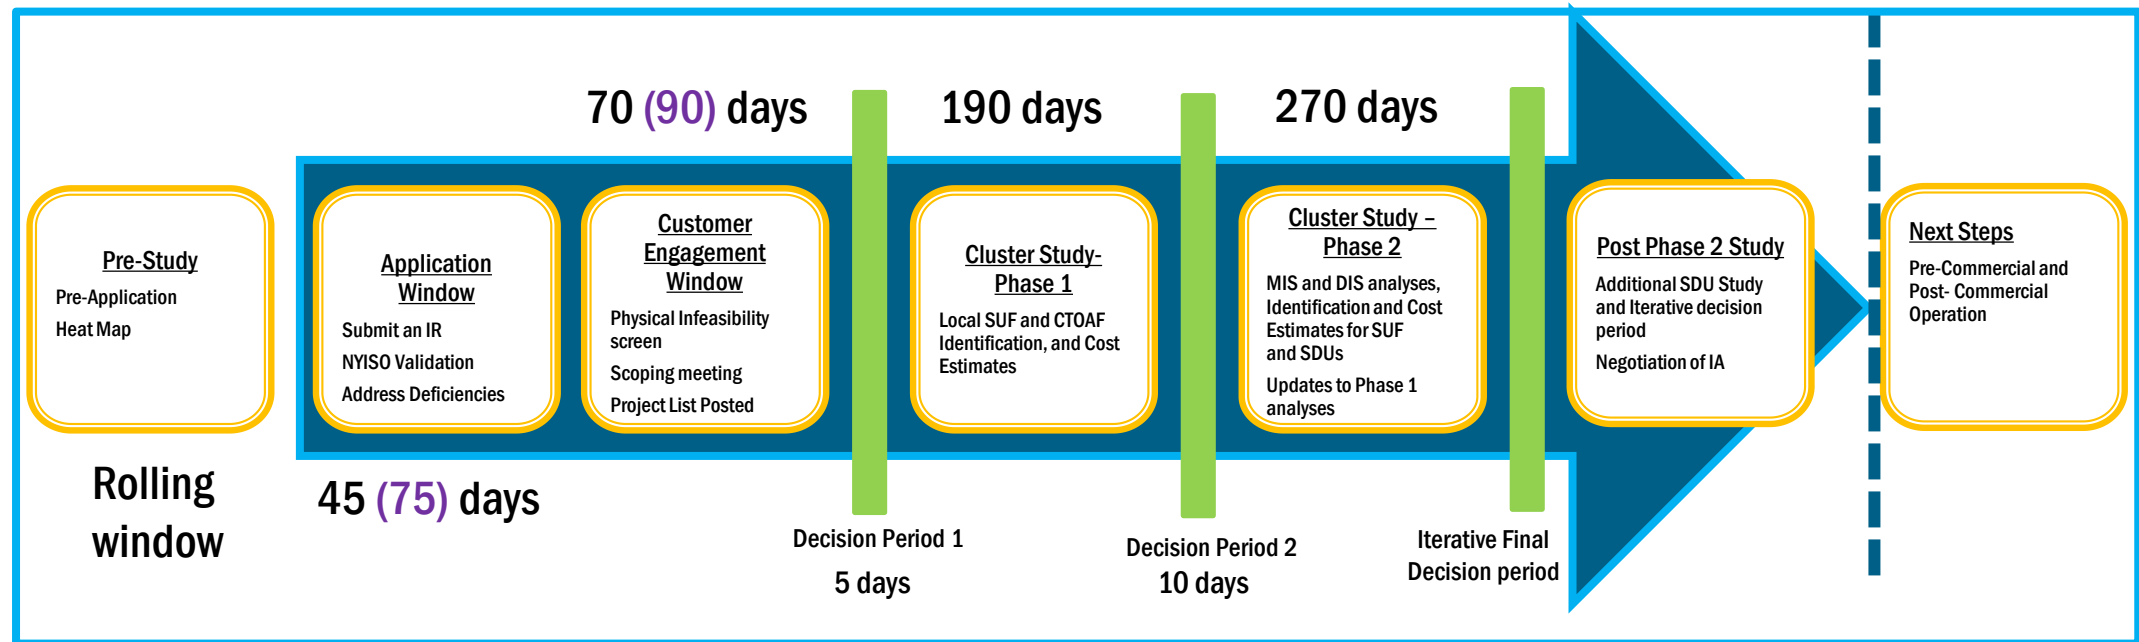 Pre-Study
Pre-Application
Heat Map
Rolling
window
Application
Window
Submit an IR
NYISO Validation
Address Deficiencies
45 (75) days
70 (90) days
Customer
Engagement
Window
Physical Infeasibility
screen
Scoping meeting
Project List Posted
Decision Period 1
5 days
190 days
Cluster Study-
Phase 1
Local SUF and CTOAF
Identification, and Cost
Estimates
Decision Period 2
10 days
270 days
Cluster Study –
Phase 2
MIS and DIS analyses,
Identification and Cost
Estimates for SUF
and SDUs
Updates to Phase 1
analyses
Iterative Final
Decision period
Post Phase 2 Study
Additional SDU Study
and Iterative decision
period
Negotiation of IA
Next Steps
Pre-Commercial and
Post- Commercial
Operation